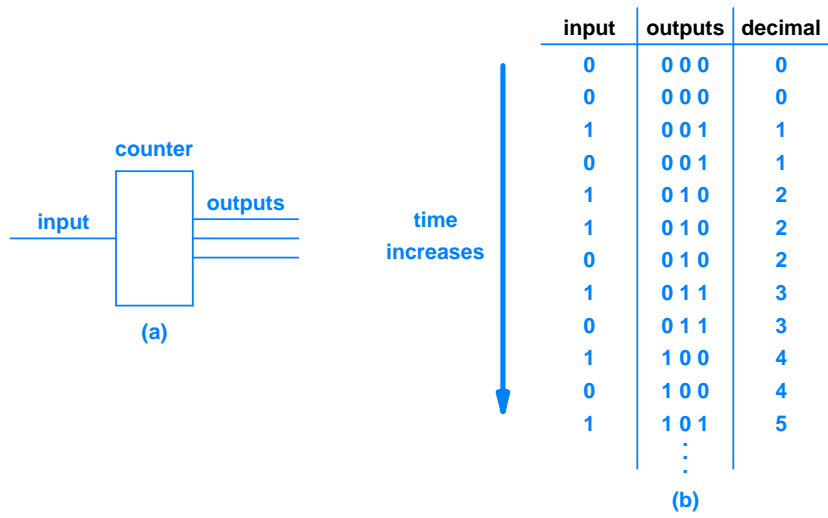 counter
input
outputs
(a)
time
increases
input outputs decimal
0 0 0 0 0
0 0 0 0 0
1 0 0 1 1
0 0 0 1 1
1 0 1 0 2
1 0 1 0 2
0 0 1 0 2
1 0 1 1 3
0 0 1 1 3
1 1 0 0 4
0 1 0 0 4
1 1 0 1 5
(b)